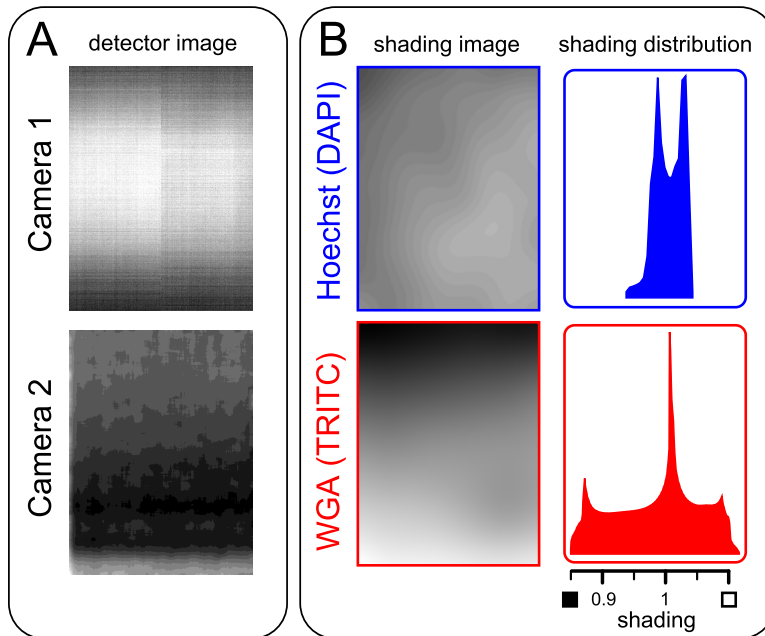 A
detector image
Camera 1
Camera 2
B
shading image
shading distribution
Hoechst (DAPI)
WGA (TRITC)
0.9
1
shading